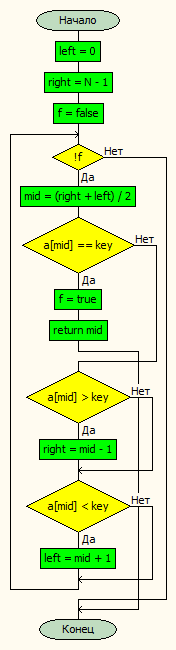 Начало
left = 0
right = N - 1
f = false
!f
Нет
Да
mid = (right + left) / 2
a[mid] == key
Нет
Да
f = true
return mid
a[mid] > key
Нет
Да
right = mid - 1
a[mid] < key
Нет
Да
left = mid + 1
Конец